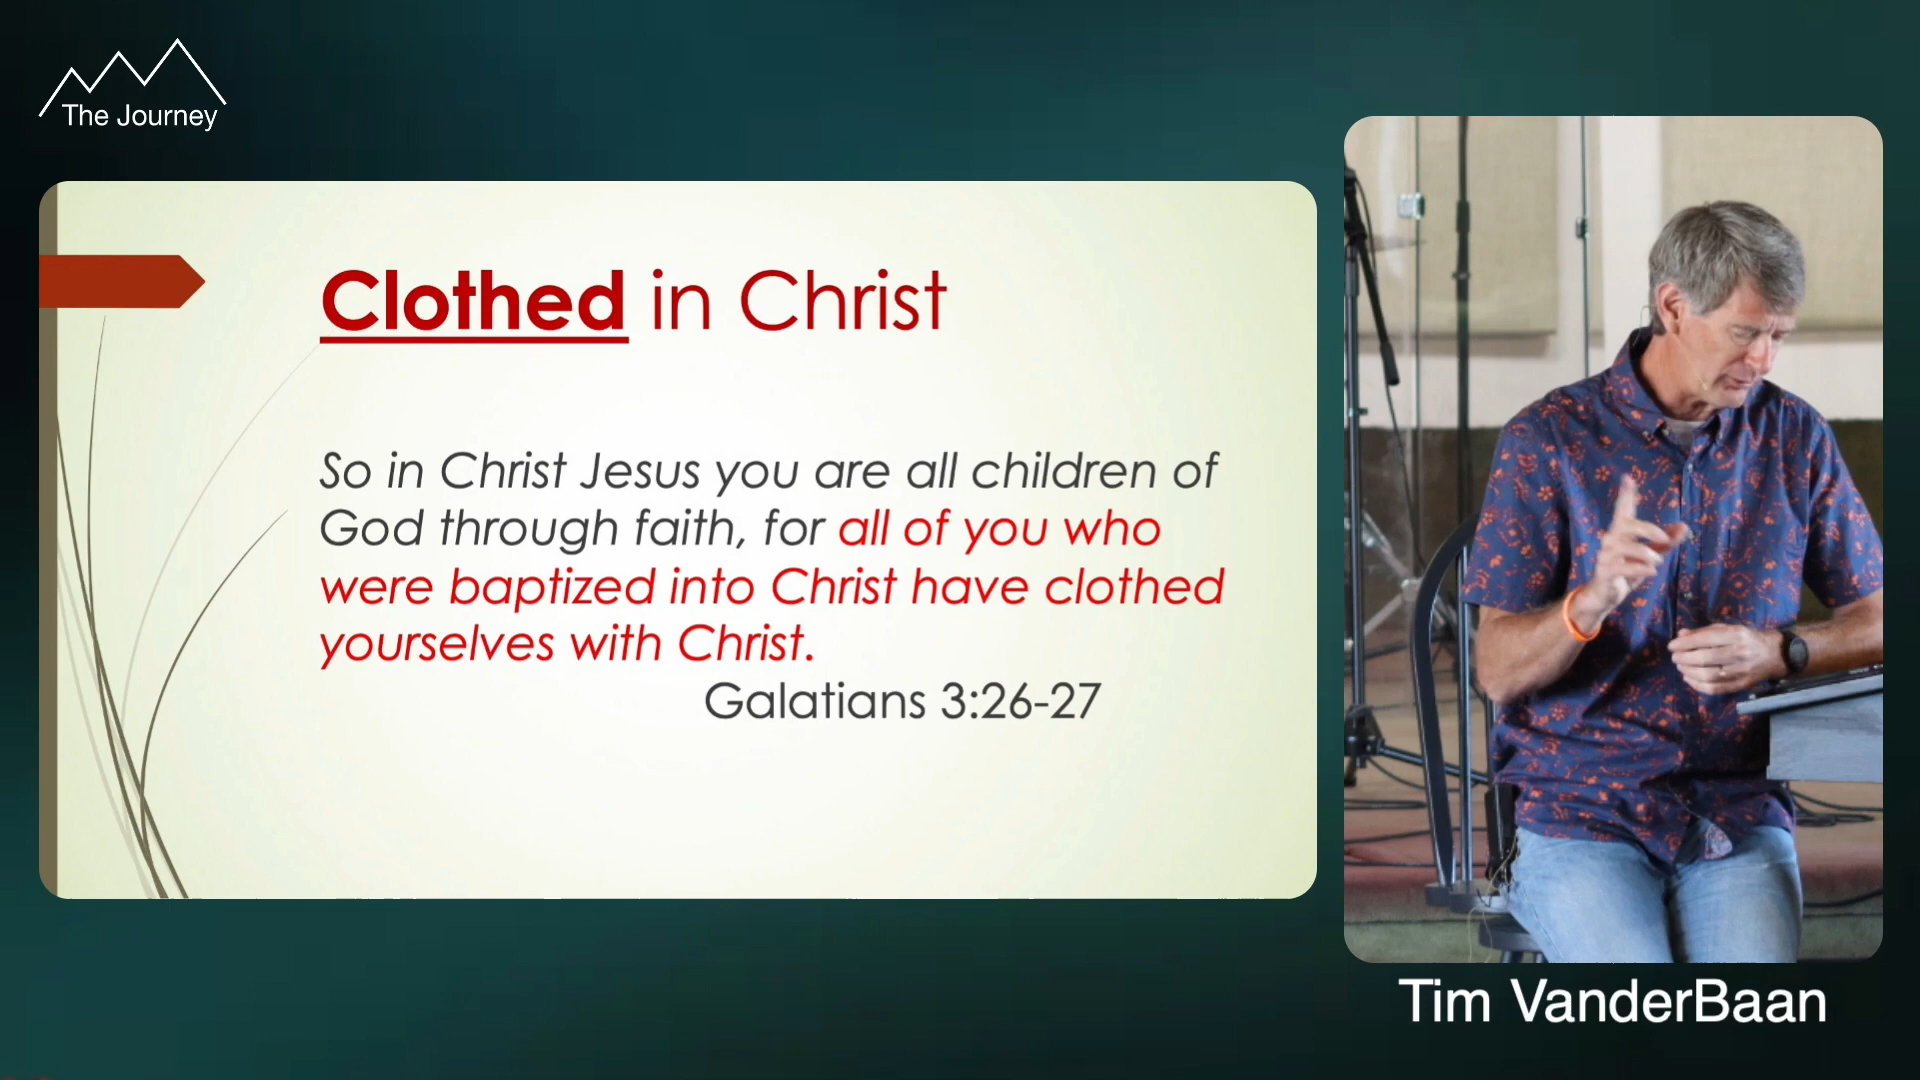 The Journey
Clothed in Christ
So in Christ Jesus you are all children of
God through faith, for all of you who
were baptized into Christ have clothed
yourselves with Christ.
Galatians 3:26-27
Tim VanderBaan